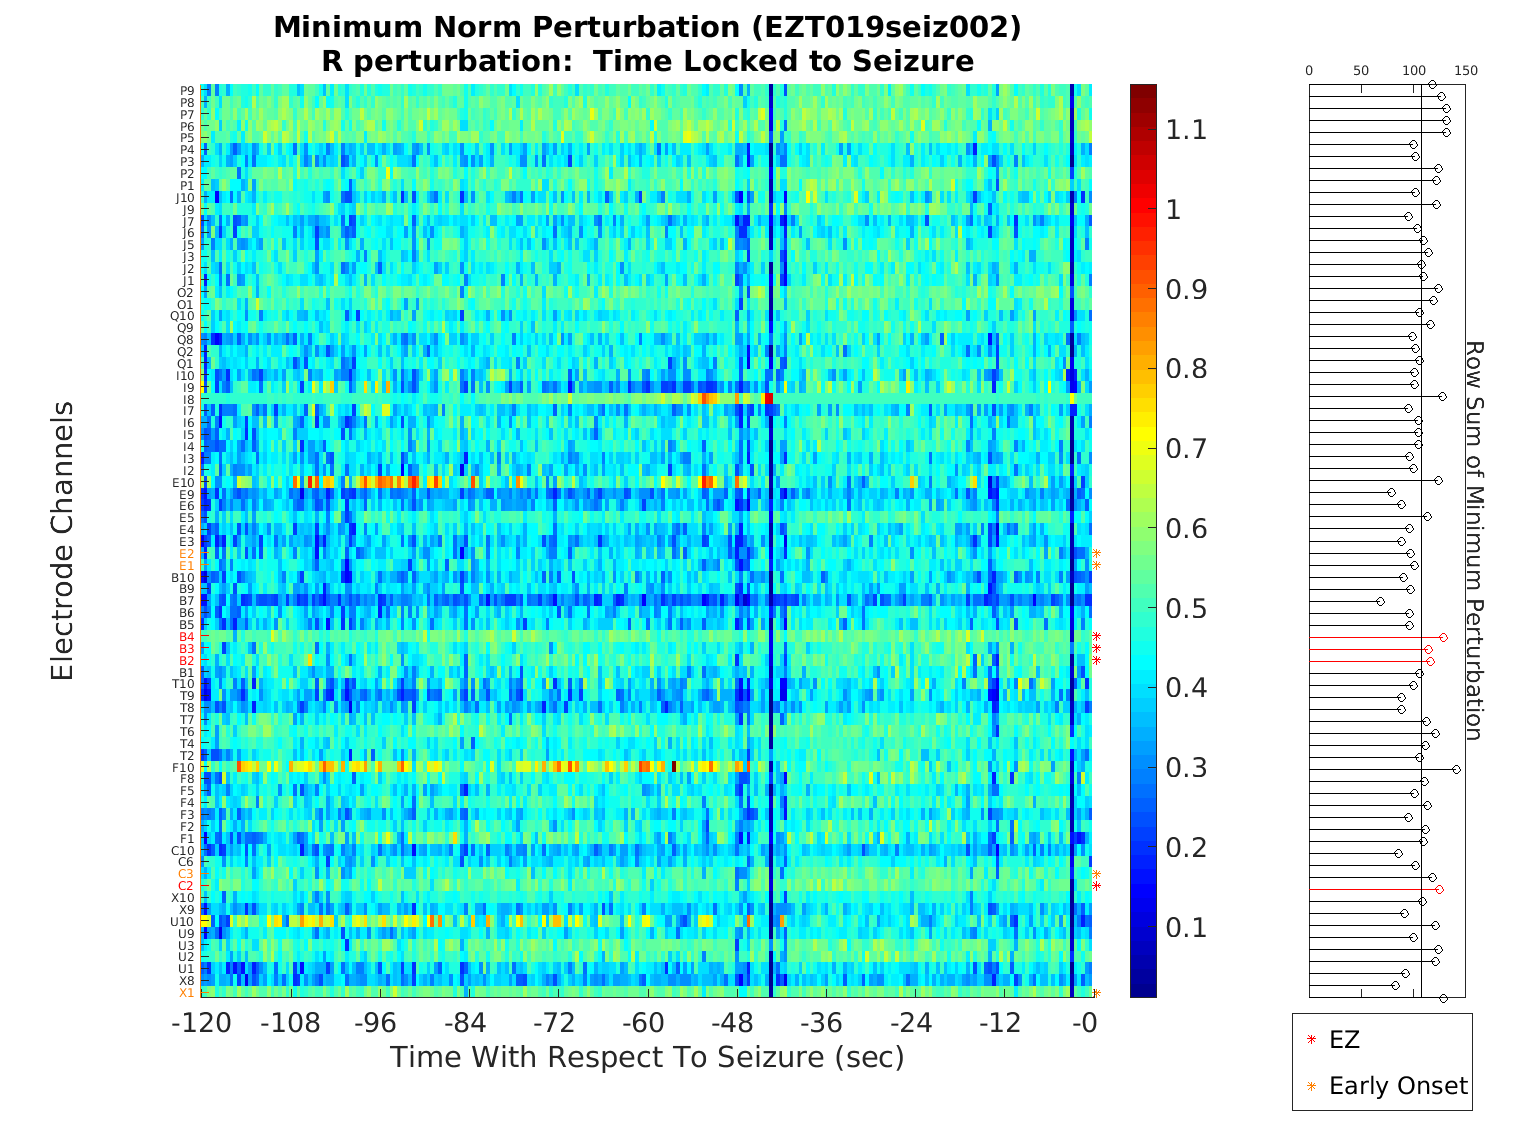 Minimum Norm Perturbation (EZT019seiz002)
R perturbation:  Time Locked to Seizure
Electrode Channels
P9
P8
P7
P6
P5
P4
P3
P2
P1
J10
J9
J7
J6
J5
J3
J2
J1
O2
O1
Q10
Q9
Q8
Q2
Q1
I10
I9
I8
I7
I6
I5
I4
I3
I2
E10
E9
E6
E5
E4
E3
E2
E1
B10
B9
B7
B6
B5
B4
B3
B2
B1
T10
T9
T8
T7
T6
T4
T2
F10
F8
F5
F4
F3
F2
F1
C10
C6
C3
C2
X10
X9
U10
U9
U3
U2
U1
X8
X1
-120 -108 -96 -84 -72 -60 -48 -36 -24 -12 -0
Time With Respect To Seizure (sec)
1.1
1
0.9
0.8
0.7
0.6
0.5
0.4
0.3
0.2
0.1
0 50 100 150
Row Sum of Minimum Perturbation
EZ
Early Onset